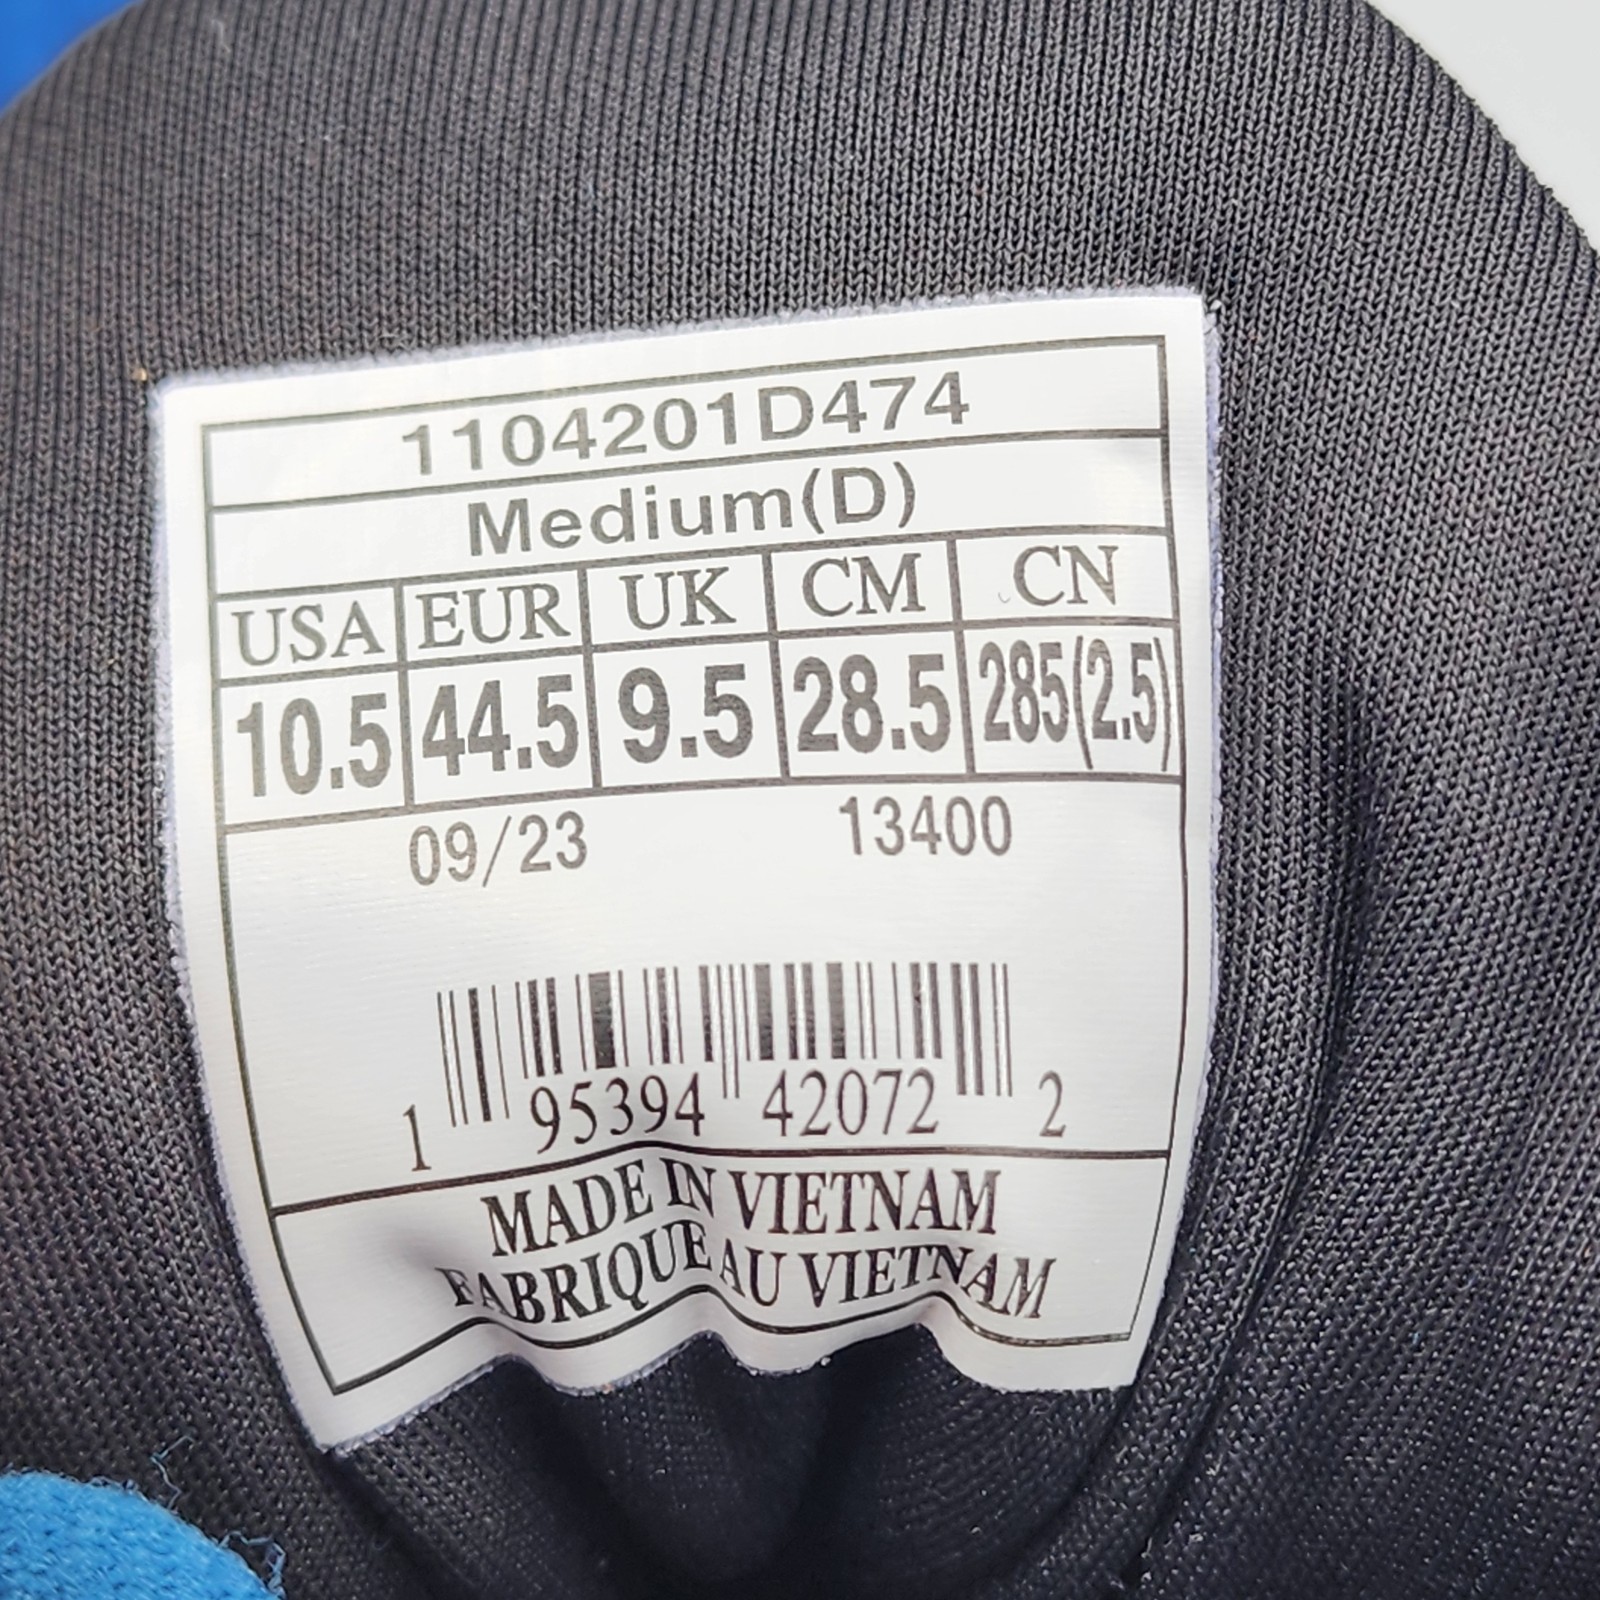 1104201D474
Medium(D)
USA EUR UK CM CN
10.5 44.5 9.5 28.5 285(2.5)
09/23 13400
1 95394 42072 2
MADE IN VIETNAM
FABRIQUE AU VIETNAM